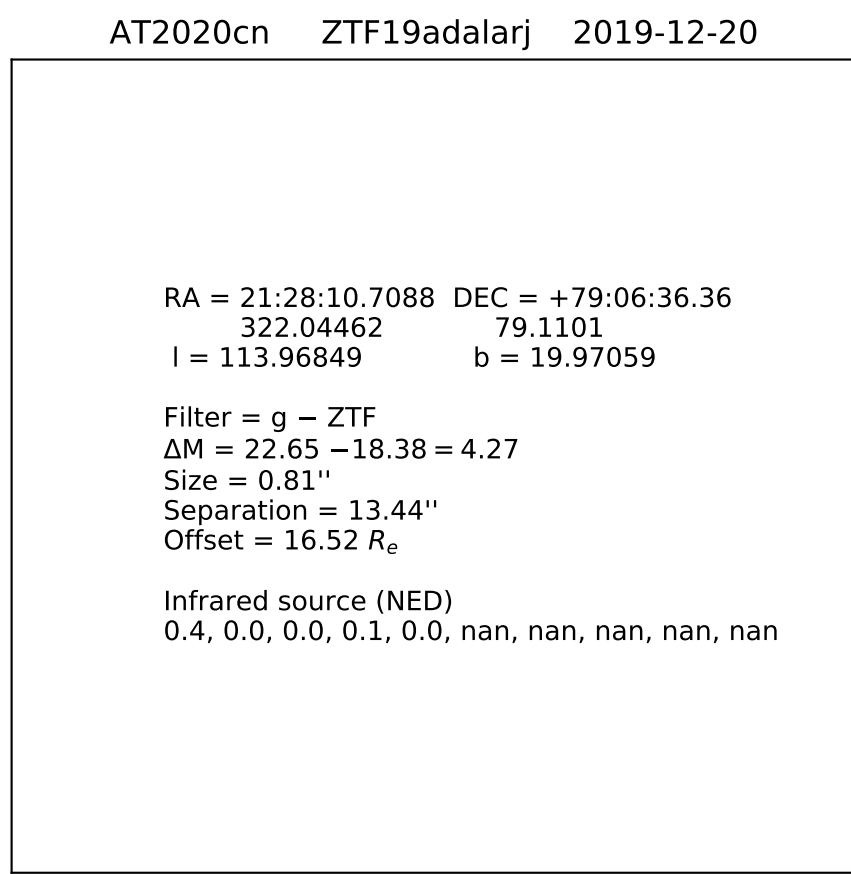 AT2020cn ZTF19adalarj 2019-12-20
RA = 21:28:10.7088 DEC = +79:06:36.36
322.04462 79.1101
l = 113.96849 b = 19.97059
Filter = g − ZTF
ΔM = 22.65 −18.38 = 4.27
Size = 0.81''
Separation = 13.44''
Offset = 16.52 Rₑ
Infrared source (NED)
0.4, 0.0, 0.0, 0.1, 0.0, nan, nan, nan, nan, nan